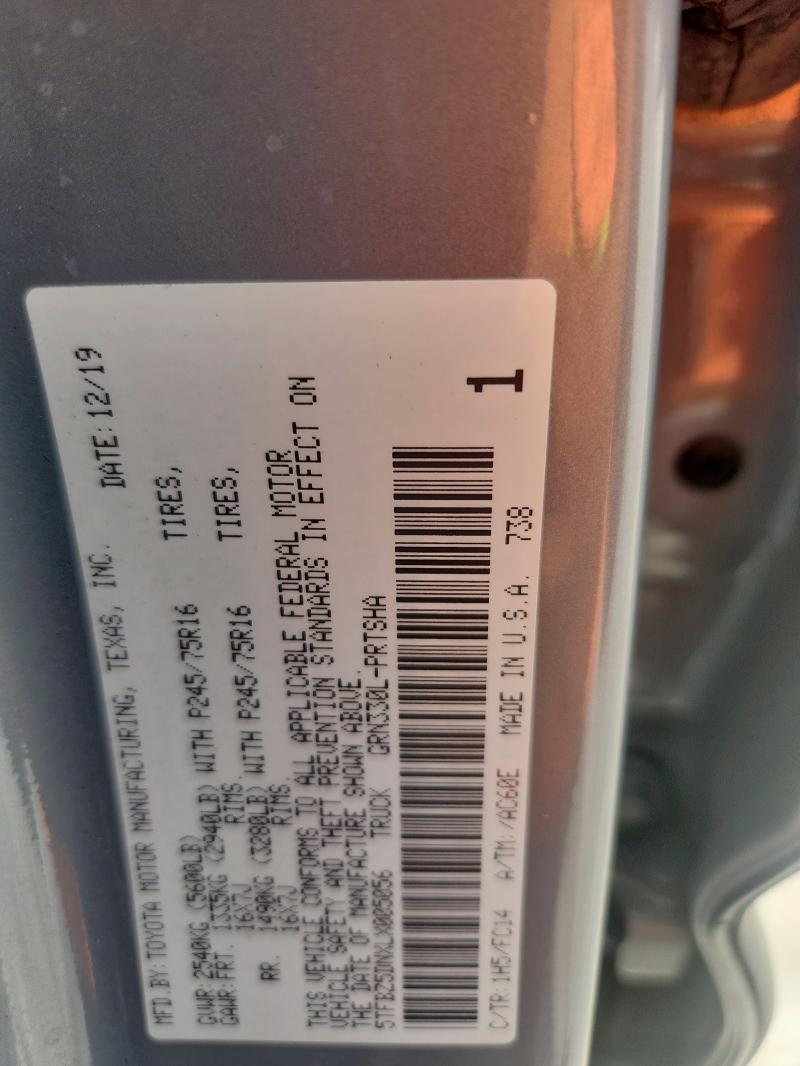 MFD.BY: TOYOTA MOTOR MANUFACTURING, TEXAS, INC. DATE: 12/19
GVWR: 2540KG (5600LB)
GAWR: FRT. 1335KG (2940LB) WITH P245/75R16 TIRES,
16X7J RIMS.
RR. 1490KG (3280LB) WITH P245/75R16 TIRES,
16X7J RIMS.
THIS VEHICLE CONFORMS TO ALL APPLICABLE FEDERAL MOTOR
VEHICLE SAFETY AND THEFT PREVENTION STANDARDS IN EFFECT ON
THE DATE OF MANUFACTURE SHOWN ABOVE.
5TFBZ5DNXLX005056 TRUCK GRN330L-PRTSHA
1
C/TR: 1H5/FC14 A/TM: /AC60E MADE IN U.S.A. 738